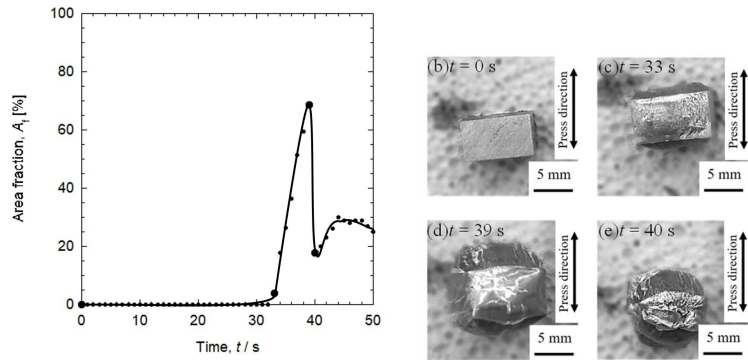 100
80
60
40
20
0
Area fraction, A_f [%]
0 10 20 30 40 50
Time, t / s
(b)t = 0 s
Press direction
5 mm
(c)t = 33 s
Press direction
5 mm
(d)t = 39 s
Press direction
5 mm
(e)t = 40 s
Press direction
5 mm